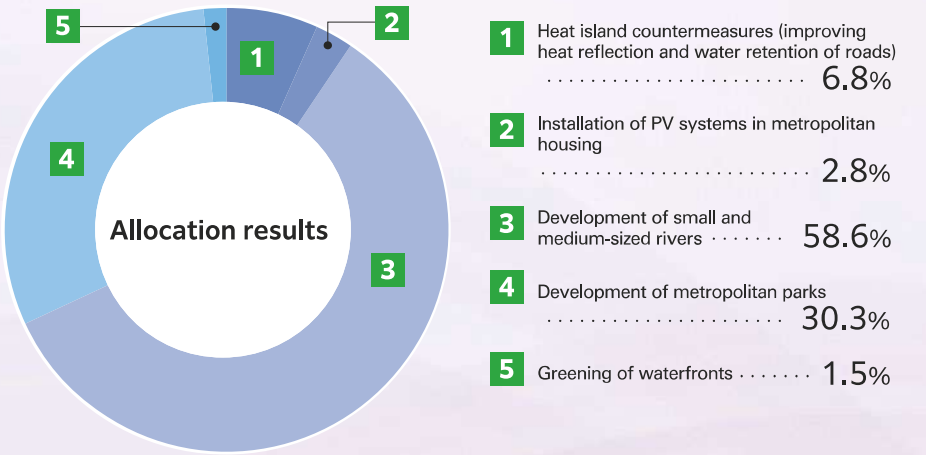 5
2
1
4
3
Allocation results
1 Heat island countermeasures (improving
heat reflection and water retention of roads)
························ 6.8%
2 Installation of PV systems in metropolitan
housing
························· 2.8%
3 Development of small and
medium-sized rivers ······· 58.6%
4 Development of metropolitan parks
······················ 30.3%
5 Greening of waterfronts ······· 1.5%